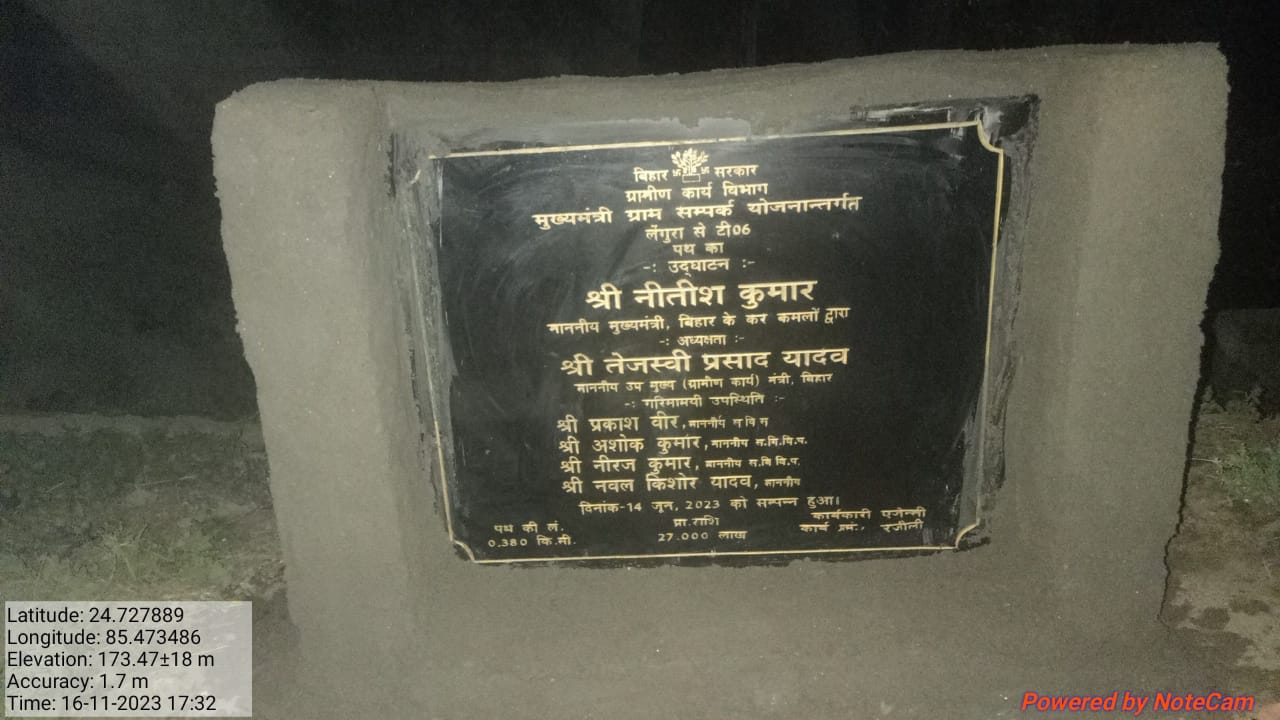 बिहार सरकार
ग्रामीण कार्य विभाग
मुख्यमंत्री ग्राम सम्पर्क योजनान्तर्गत
लेंगुरा से टी06
पथ का
-: उद्घाटन :-
श्री नीतीश कुमार
माननीय मुख्यमंत्री, बिहार के कर कमलों द्वारा
-: अध्यक्षता :-
श्री तेजस्वी प्रसाद यादव
माननीय उप मुख्य (ग्रामीण कार्य) मंत्री, बिहार
-: गरिमामयी उपस्थिति :-
श्री प्रकाश वीर, माननीय स वि स
श्री अशोक कुमार, माननीय स.वि.वि.प.
श्री नीरज कुमार, माननीय स.वि वि.प.
श्री नवल किशोर यादव, माननीय
दिनांक-14 जून, 2023 को सम्पन्न हुआ।
पथ की लं. प्रा.राशि कार्यकारी एजेन्सी
0.380 कि.मी. 27.000 लाख कार्य प्रमं., रजौली
Latitude: 24.727889
Longitude: 85.473486
Elevation: 173.47±18 m
Accuracy: 1.7 m
Time: 16-11-2023 17:32
Powered by NoteCam